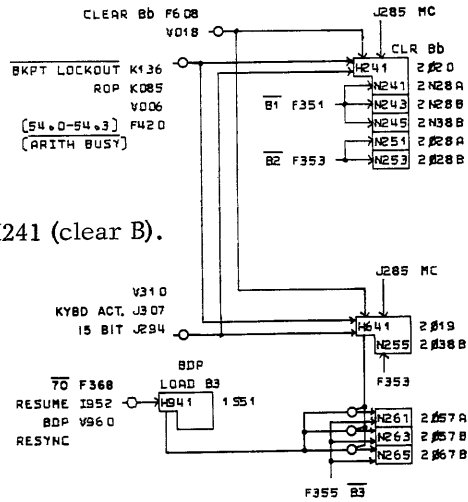 CLEAR Bb F608
V018
J285 MC
CLR Bb
H241 2Ø20
BKPT LOCKOUT K136
ROP K085
V006
[54.0-54.3] F420
[ARITH BUSY]
N241 2N28A
B1 F351 N243 2N28B
N245 2N38B
N251 2Ø28A
B2 F353 N253 2Ø28B
241 (clear B).
J285 MC
V310
KYBD ACT. J307
15 BIT J294
H641 2Ø19
N255 2Ø38B
F353
BDP
LOAD B3
70 F368
RESUME I952
BDP V960
RESYNC
H941 1S51
N261 2Ø57A
N263 2Ø57B
N265 2Ø67B
F355 B3